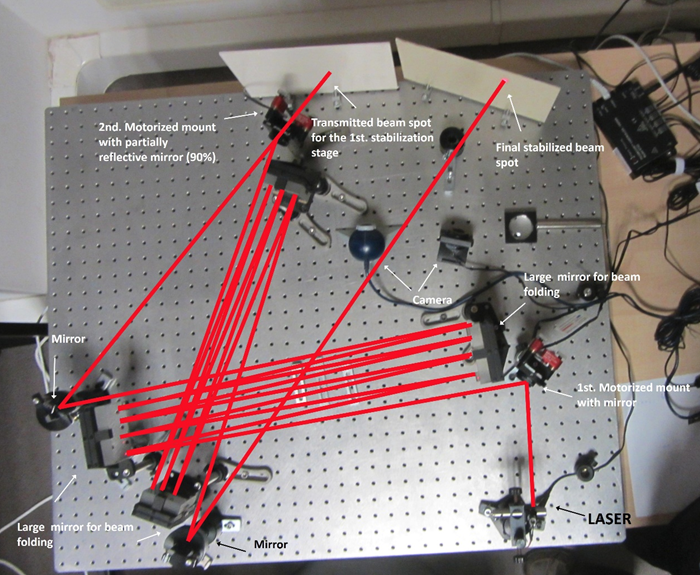 2nd. Motorized mount
with partially
reflective mirror (90%)
Transmitted beam spot
for the 1st. stabilization
stage
Final stabilized beam
spot
Camera
Large mirror for beam
folding
Mirror
1st. Motorized mount
with mirror
Large mirror for beam
folding
Mirror
LASER